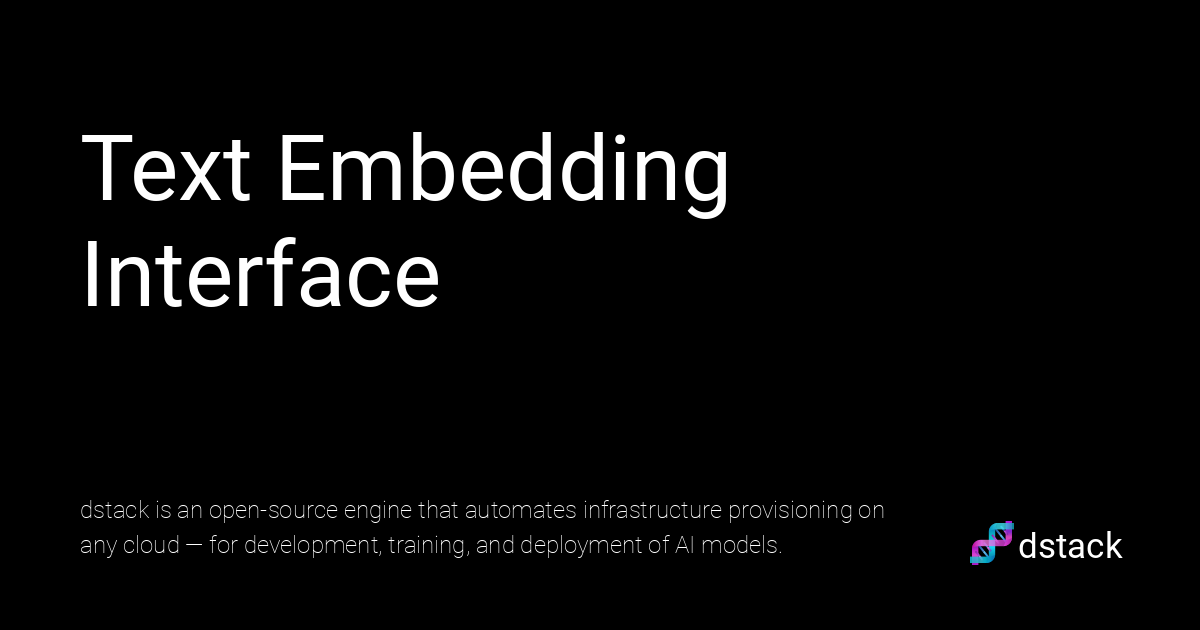 Text Embedding
Interface
dstack is an open-source engine that automates infrastructure provisioning on
any cloud — for development, training, and deployment of AI models.
dstack